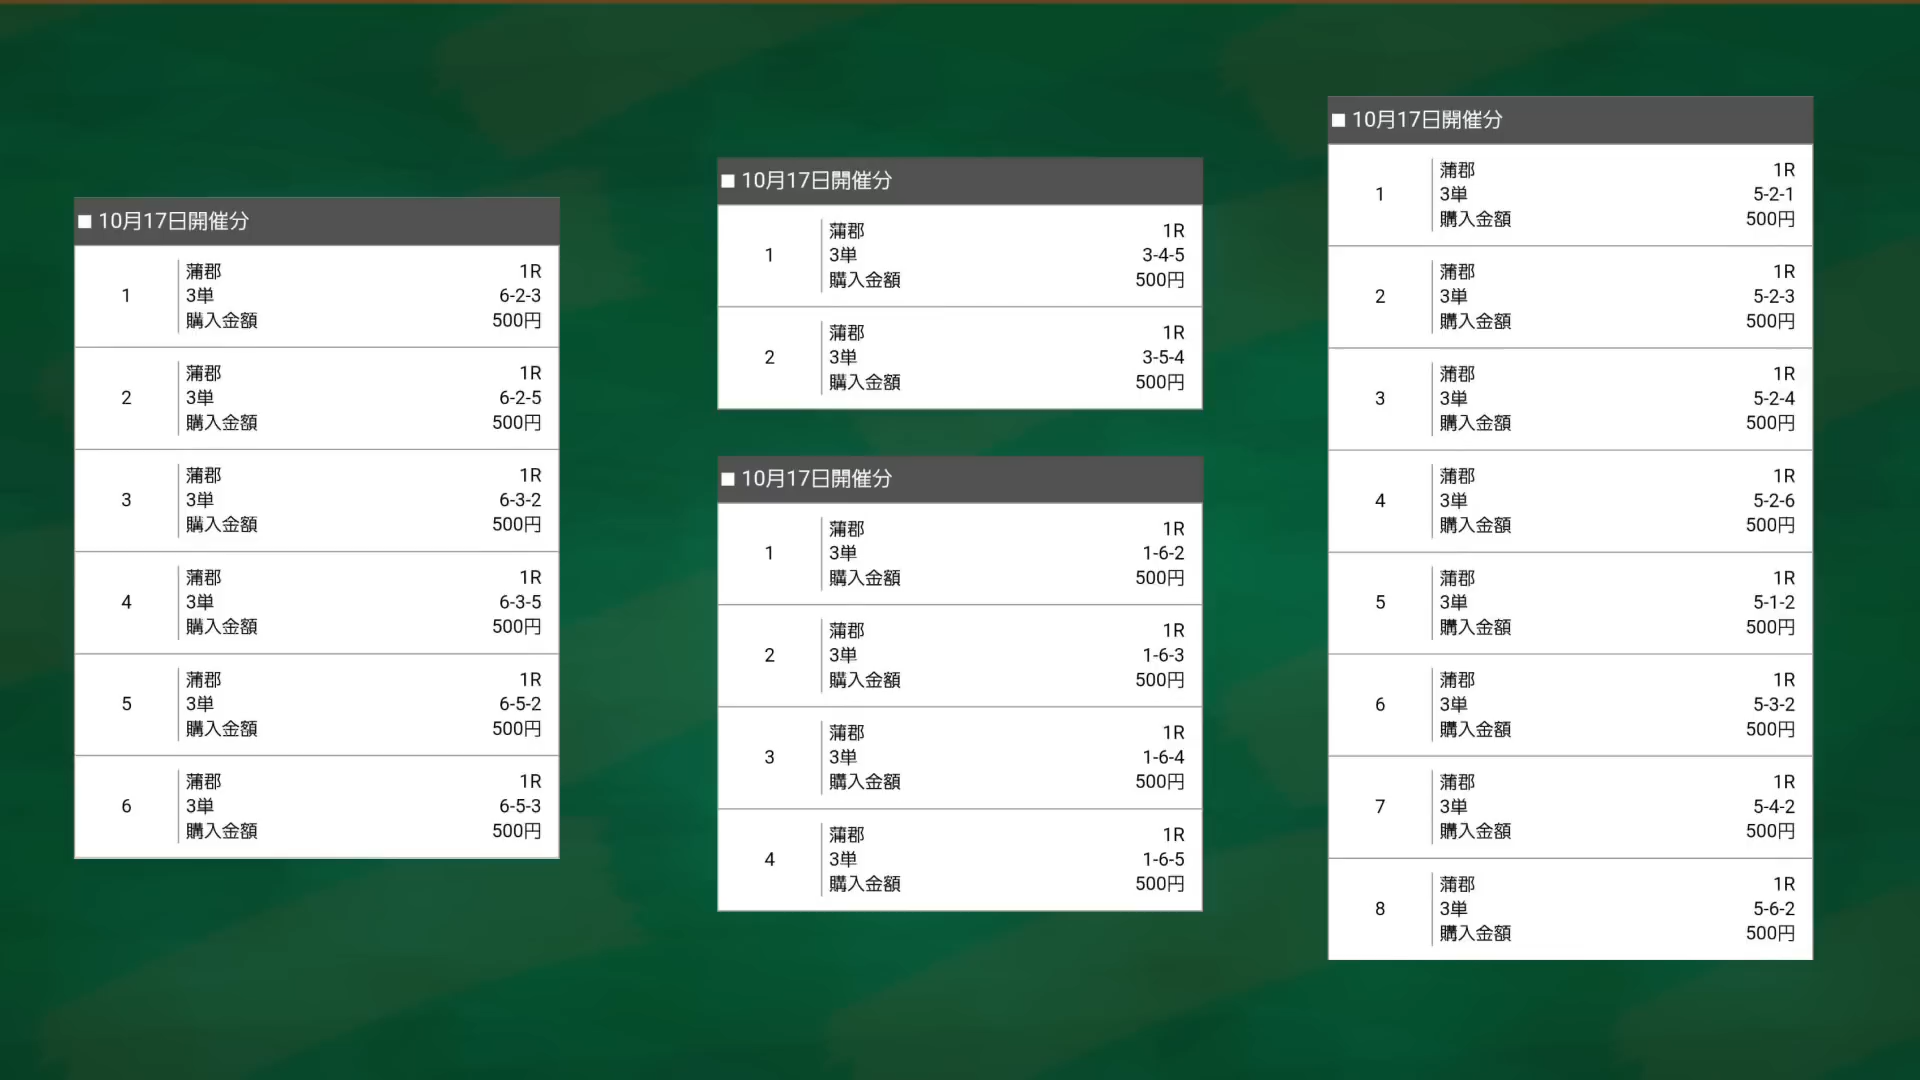 ■ 10月17日開催分
1
蒲郡 1R
3単 6-2-3
購入金額 500円
2
蒲郡 1R
3単 6-2-5
購入金額 500円
3
蒲郡 1R
3単 6-3-2
購入金額 500円
4
蒲郡 1R
3単 6-3-5
購入金額 500円
5
蒲郡 1R
3単 6-5-2
購入金額 500円
6
蒲郡 1R
3単 6-5-3
購入金額 500円
■ 10月17日開催分
1
蒲郡 1R
3単 3-4-5
購入金額 500円
2
蒲郡 1R
3単 3-5-4
購入金額 500円
■ 10月17日開催分
1
蒲郡 1R
3単 1-6-2
購入金額 500円
2
蒲郡 1R
3単 1-6-3
購入金額 500円
3
蒲郡 1R
3単 1-6-4
購入金額 500円
4
蒲郡 1R
3単 1-6-5
購入金額 500円
■ 10月17日開催分
1
蒲郡 1R
3単 5-2-1
購入金額 500円
2
蒲郡 1R
3単 5-2-3
購入金額 500円
3
蒲郡 1R
3単 5-2-4
購入金額 500円
4
蒲郡 1R
3単 5-2-6
購入金額 500円
5
蒲郡 1R
3単 5-1-2
購入金額 500円
6
蒲郡 1R
3単 5-3-2
購入金額 500円
7
蒲郡 1R
3単 5-4-2
購入金額 500円
8
蒲郡 1R
3単 5-6-2
購入金額 500円